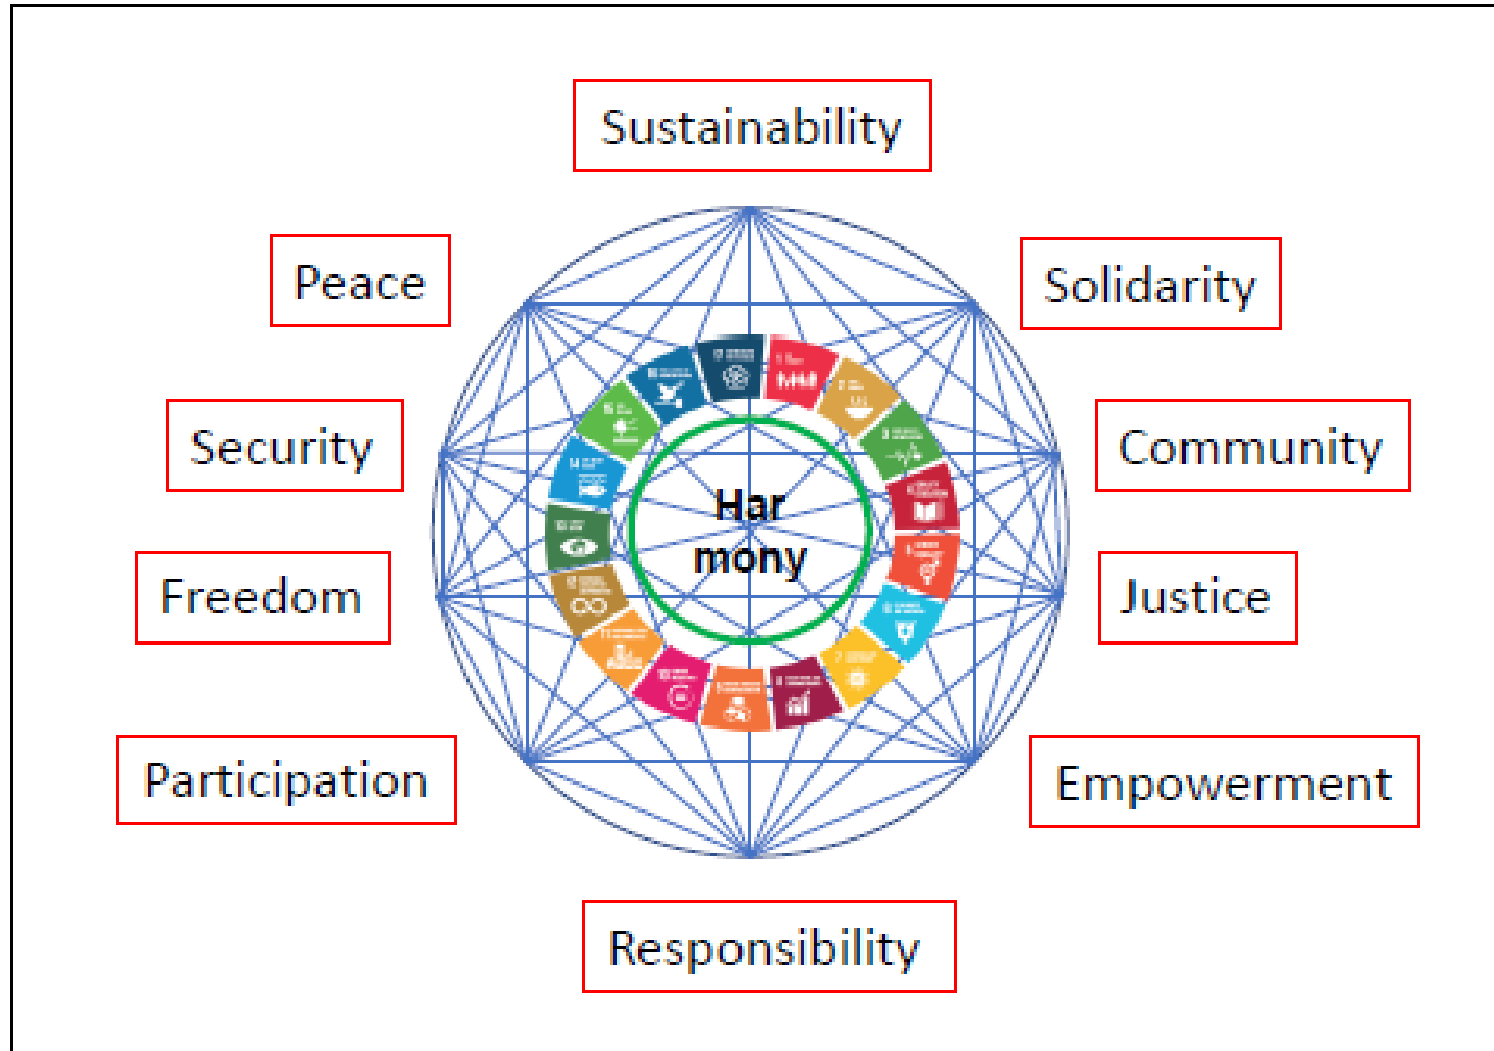 Sustainability
Peace
Solidarity
Security
Community
Har
mony
Freedom
Justice
Participation
Empowerment
Responsibility